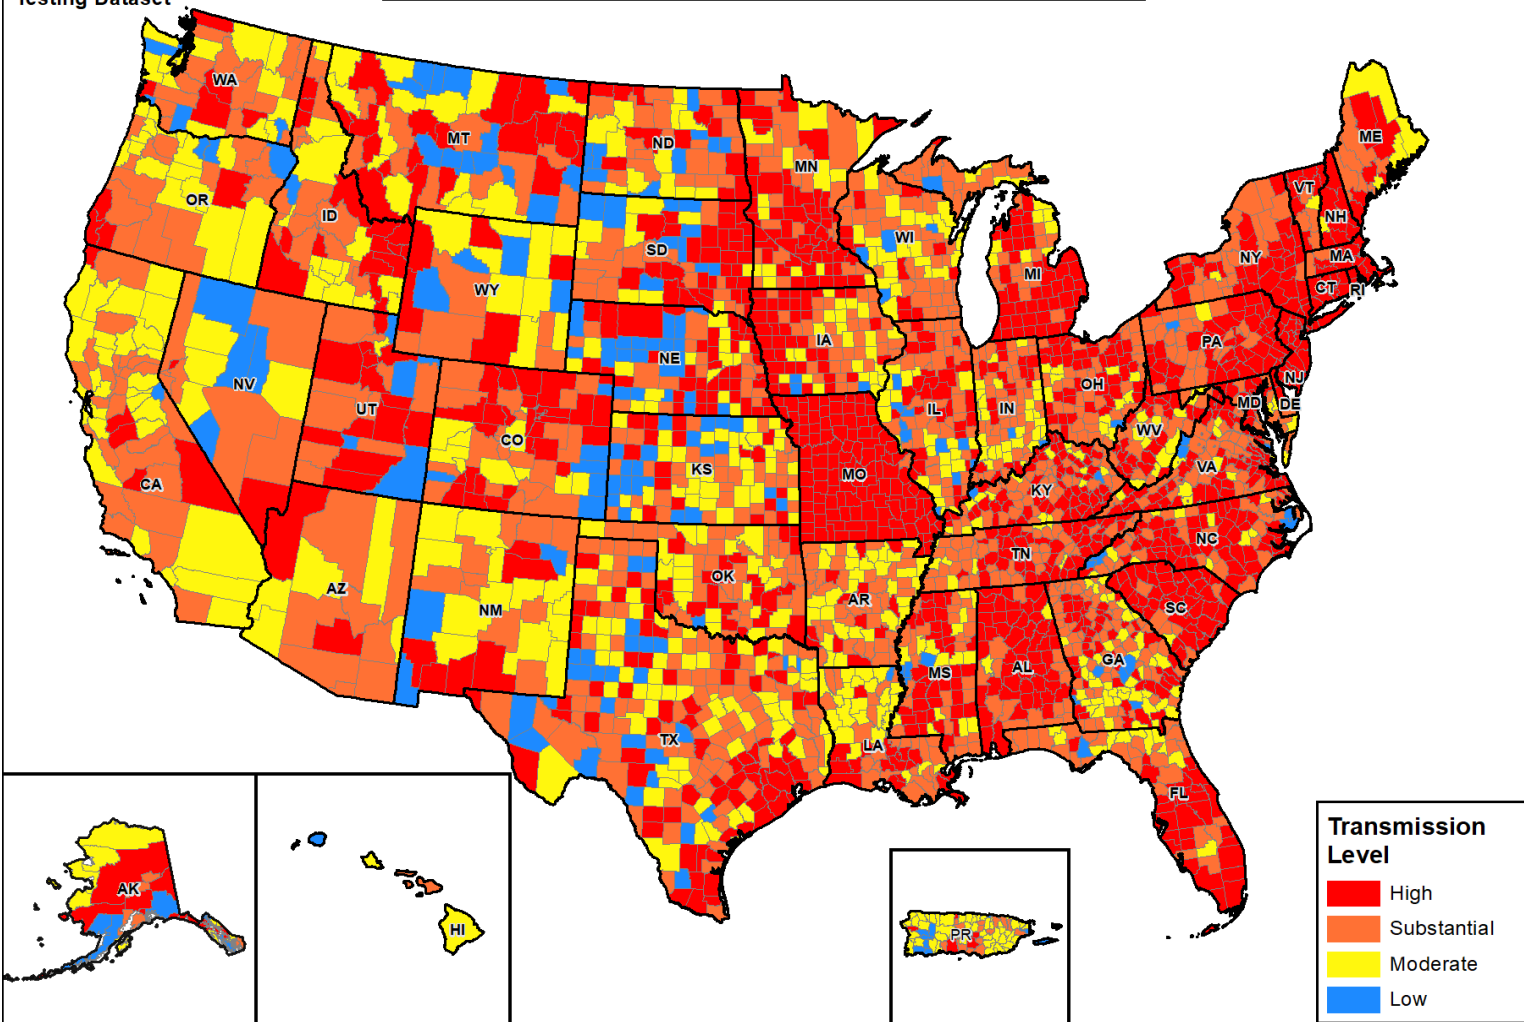 Testing Dataset
WA
MT
ND
MN
ME
OR
ID
SD
WI
VT
NH
WY
MI
NY
MA
CT
RI
NV
NE
IA
PA
UT
CO
IL
IN
OH
NJ
MD
DE
WV
CA
KS
MO
KY
VA
AZ
NM
OK
AR
TN
NC
SC
TX
LA
MS
AL
GA
FL
AK
HI
PR
Transmission
Level
High
Substantial
Moderate
Low